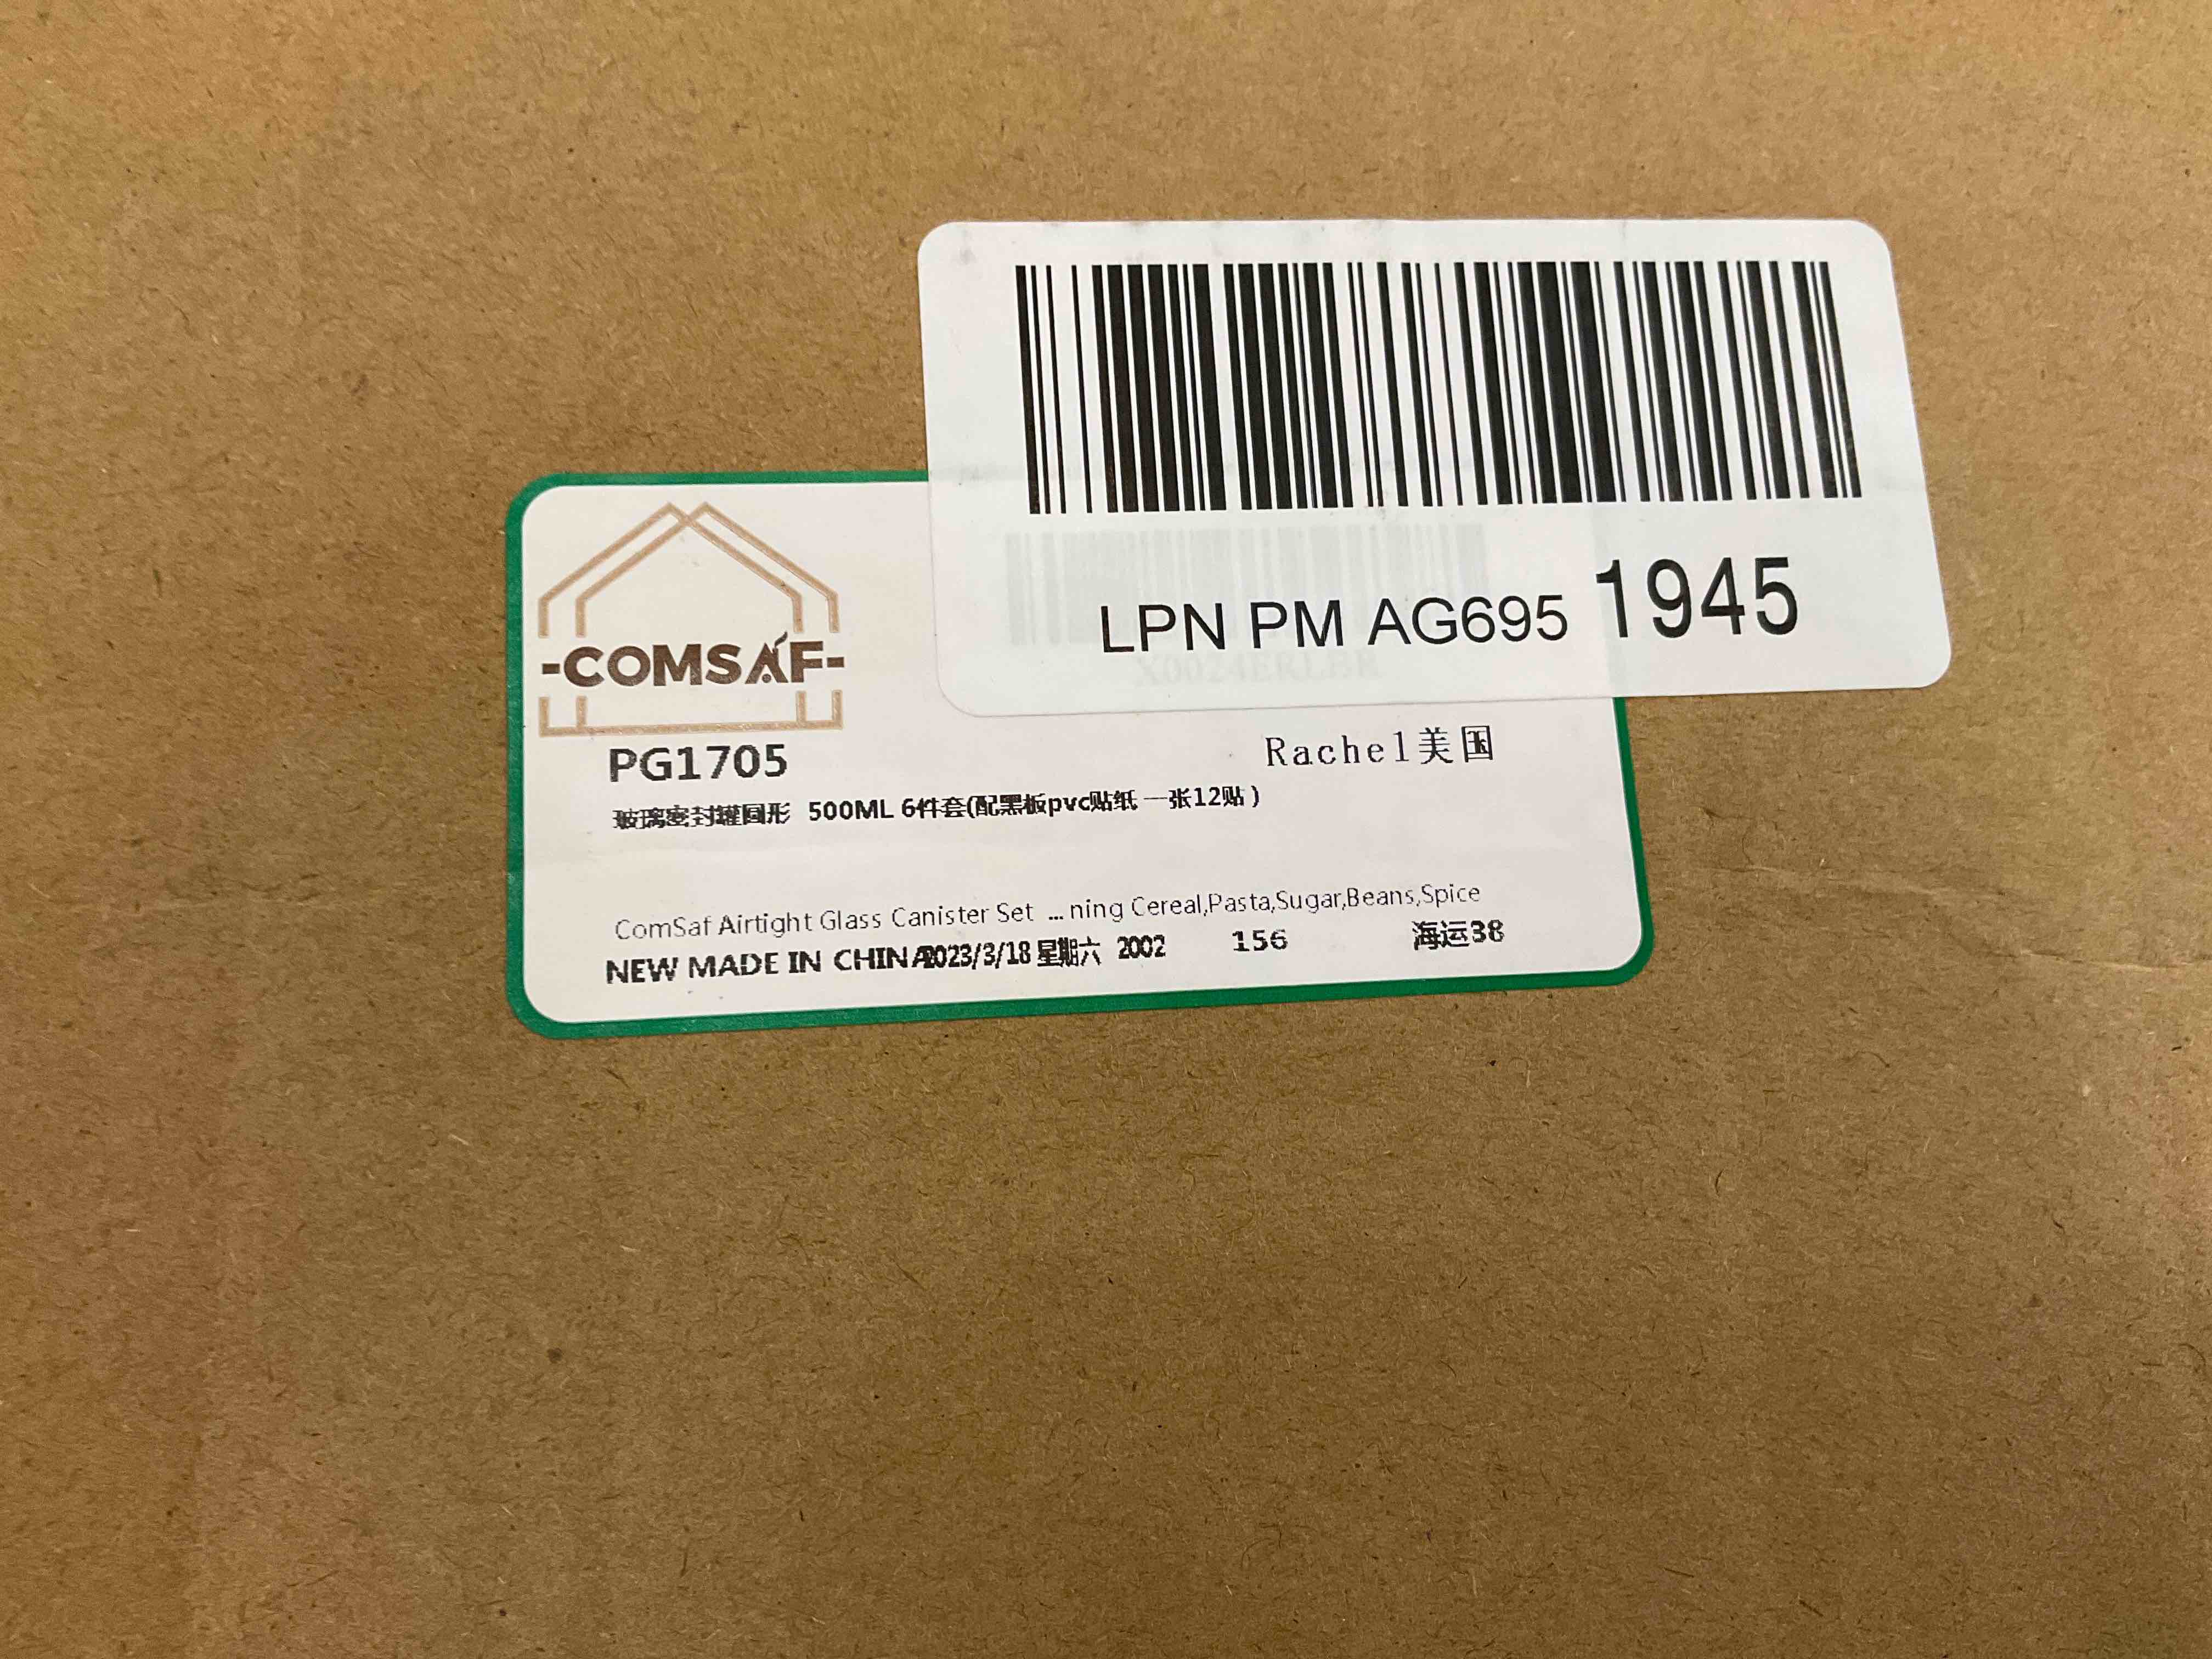 LPN PM AG695 1945
-COMSAF-
PG1705
Rachel美国
玻璃密封罐圆形 500ML 6件套(配黑板pvc贴纸 一张12贴)
ComSaf Airtight Glass Canister Set ... ning Cereal,Pasta,Sugar,Beans,Spice
NEW MADE IN CHINA2023/3/18 星期六 2002 156 海运38